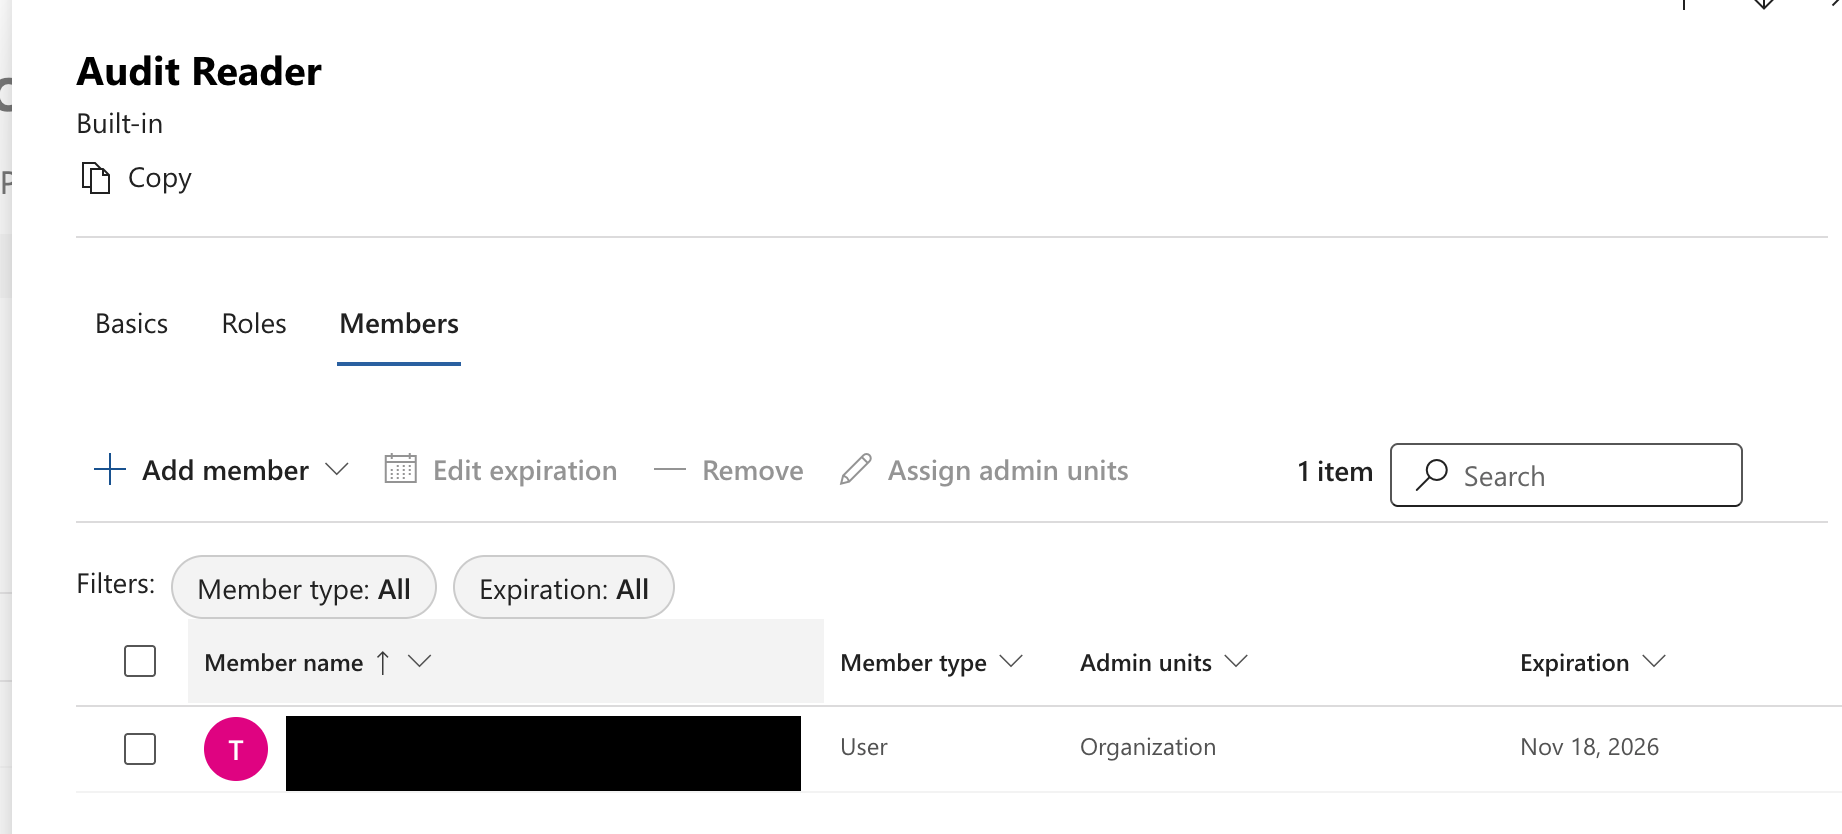 Audit Reader
Built-in
Copy
Basics Roles Members
Add member Edit expiration Remove Assign admin units 1 item Search
Filters: Member type: All Expiration: All
Member name ↑ Member type Admin units Expiration
T User Organization Nov 18, 2026